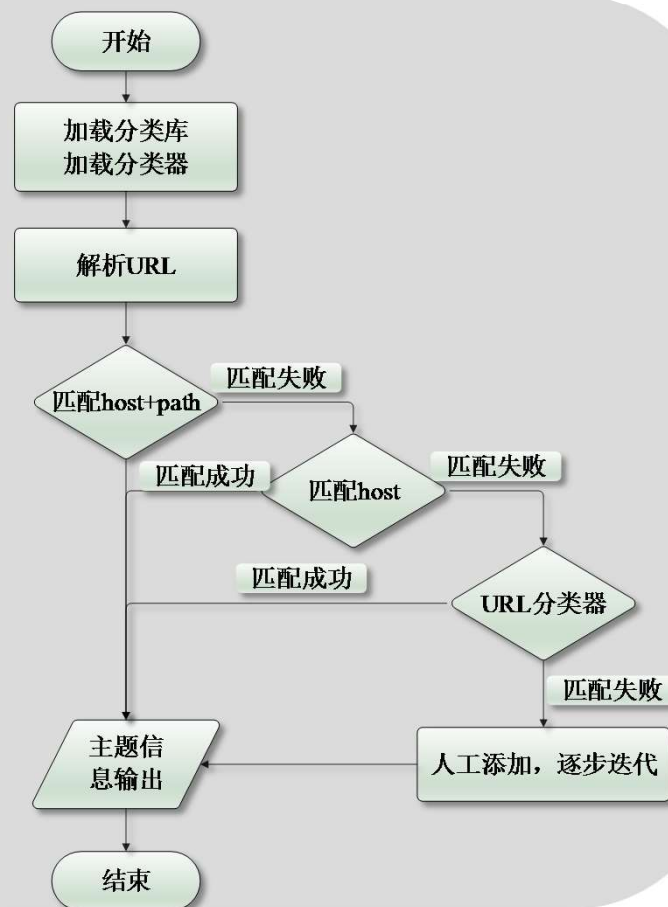 开始
加载分类库
加载分类器
解析URL
匹配host+path
匹配失败
匹配成功
匹配host
匹配失败
匹配成功
URL分类器
匹配失败
主题信
息输出
人工添加，逐步迭代
结束